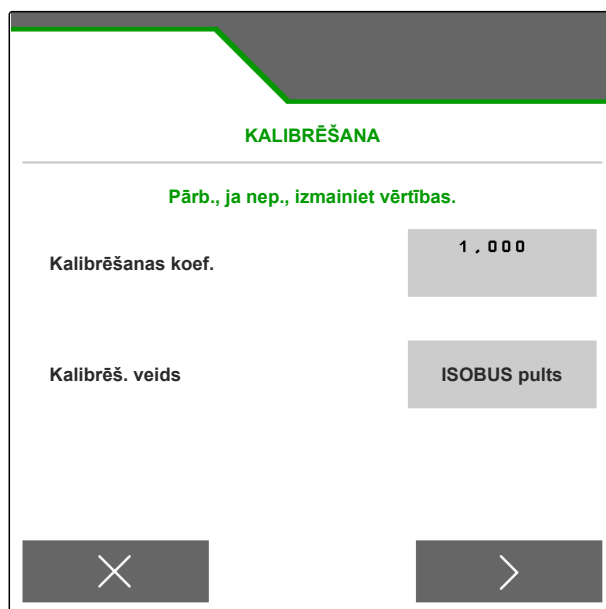 KALIBRĒŠANA
Pārb., ja nep., izmainiet vērtības.
Kalibrēšanas koef.
1,000
Kalibrēš. veids
ISOBUS pults